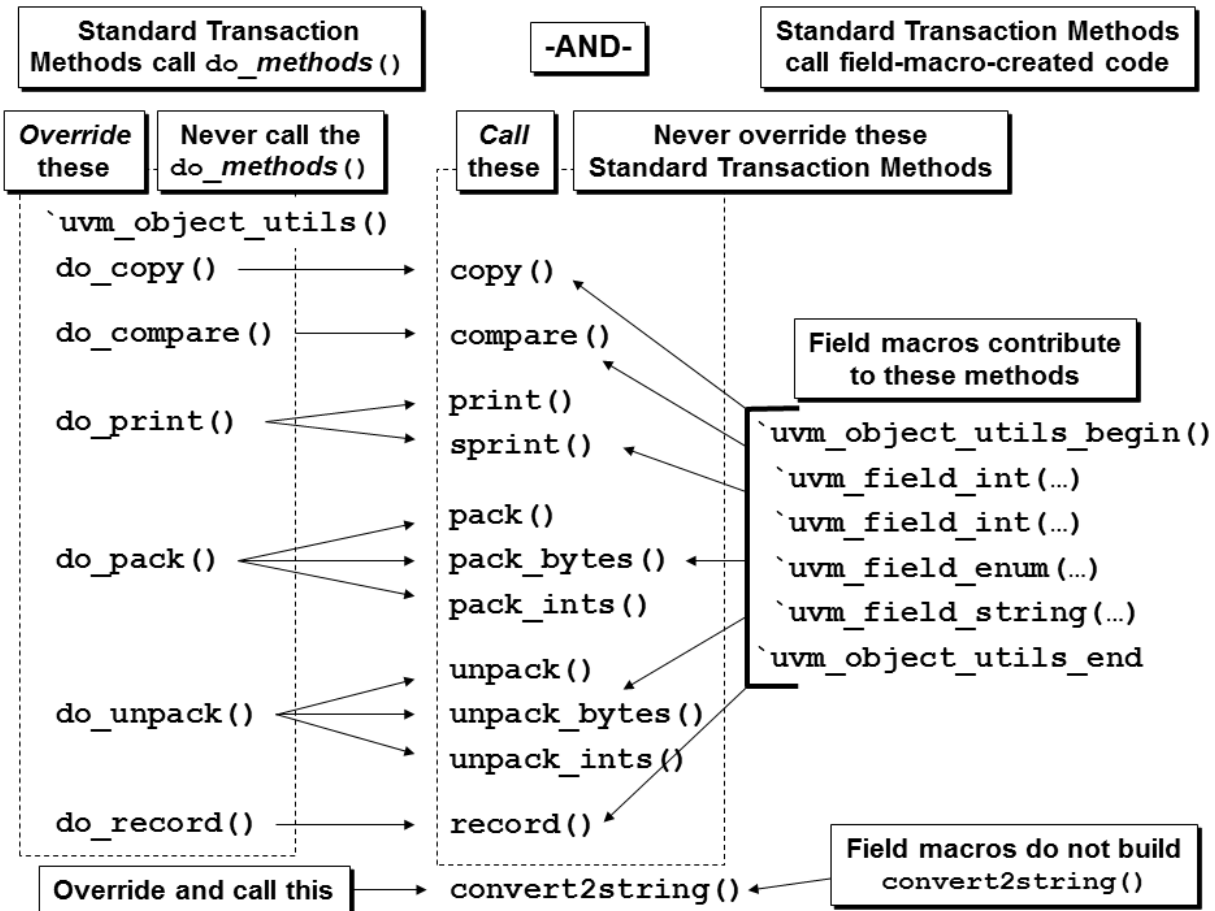 Standard Transaction
Methods call do_methods()
-AND-
Standard Transaction Methods
call field-macro-created code
Override
these
Never call the
do_methods()
Call
these
Never override these
Standard Transaction Methods
`uvm_object_utils()
do_copy()
copy()
do_compare()
compare()
do_print()
print()
sprint()
do_pack()
pack()
pack_bytes()
pack_ints()
do_unpack()
unpack()
unpack_bytes()
unpack_ints()
do_record()
record()
Field macros contribute
to these methods
`uvm_object_utils_begin()
`uvm_field_int(…)
`uvm_field_int(…)
`uvm_field_enum(…)
`uvm_field_string(…)
`uvm_object_utils_end
Override and call this
convert2string()
Field macros do not build
convert2string()